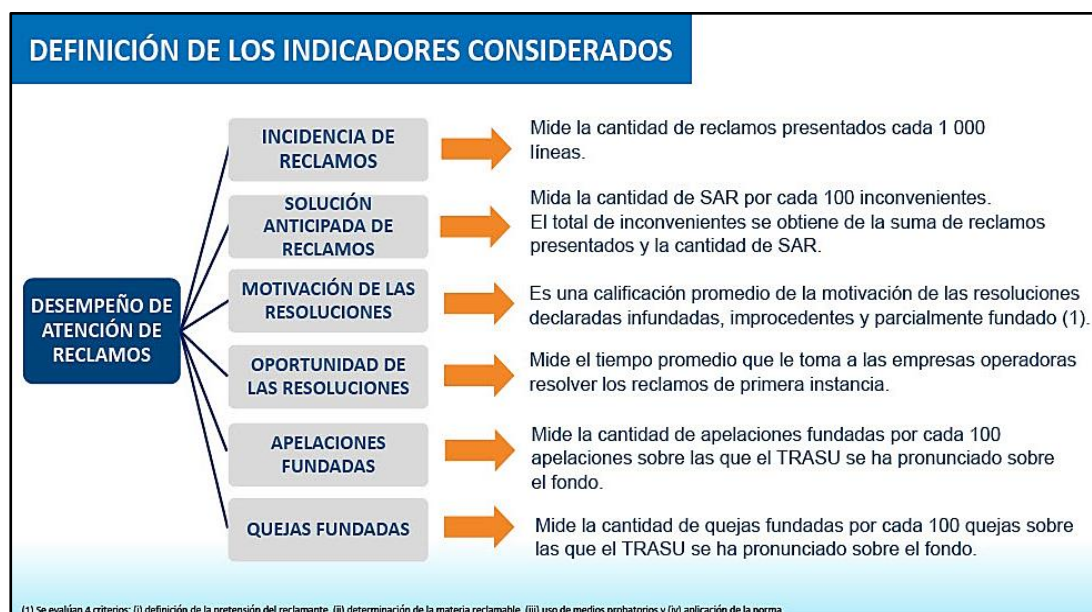 DEFINICIÓN DE LOS INDICADORES CONSIDERADOS
DESEMPEÑO DE
ATENCIÓN DE
RECLAMOS
INCIDENCIA DE
RECLAMOS
Mide la cantidad de reclamos presentados cada 1 000
líneas.
SOLUCIÓN
ANTICIPADA DE
RECLAMOS
Mida la cantidad de SAR por cada 100 inconvenientes.
El total de inconvenientes se obtiene de la suma de reclamos
presentados y la cantidad de SAR.
MOTIVACIÓN DE LAS
RESOLUCIONES
Es una calificación promedio de la motivación de las resoluciones
declaradas infundadas, improcedentes y parcialmente fundado (1).
OPORTUNIDAD DE
LAS RESOLUCIONES
Mide el tiempo promedio que le toma a las empresas operadoras
resolver los reclamos de primera instancia.
APELACIONES
FUNDADAS
Mide la cantidad de apelaciones fundadas por cada 100
apelaciones sobre las que el TRASU se ha pronunciado sobre
el fondo.
QUEJAS FUNDADAS
Mide la cantidad de quejas fundadas por cada 100 quejas sobre
las que el TRASU se ha pronunciado sobre el fondo.
(1) Se evalúan 4 criterios: (i) definición de la pretensión del reclamante, (ii) determinación de la materia reclamable, (iii) uso de medios probatorios y (iv) aplicación de la norma.